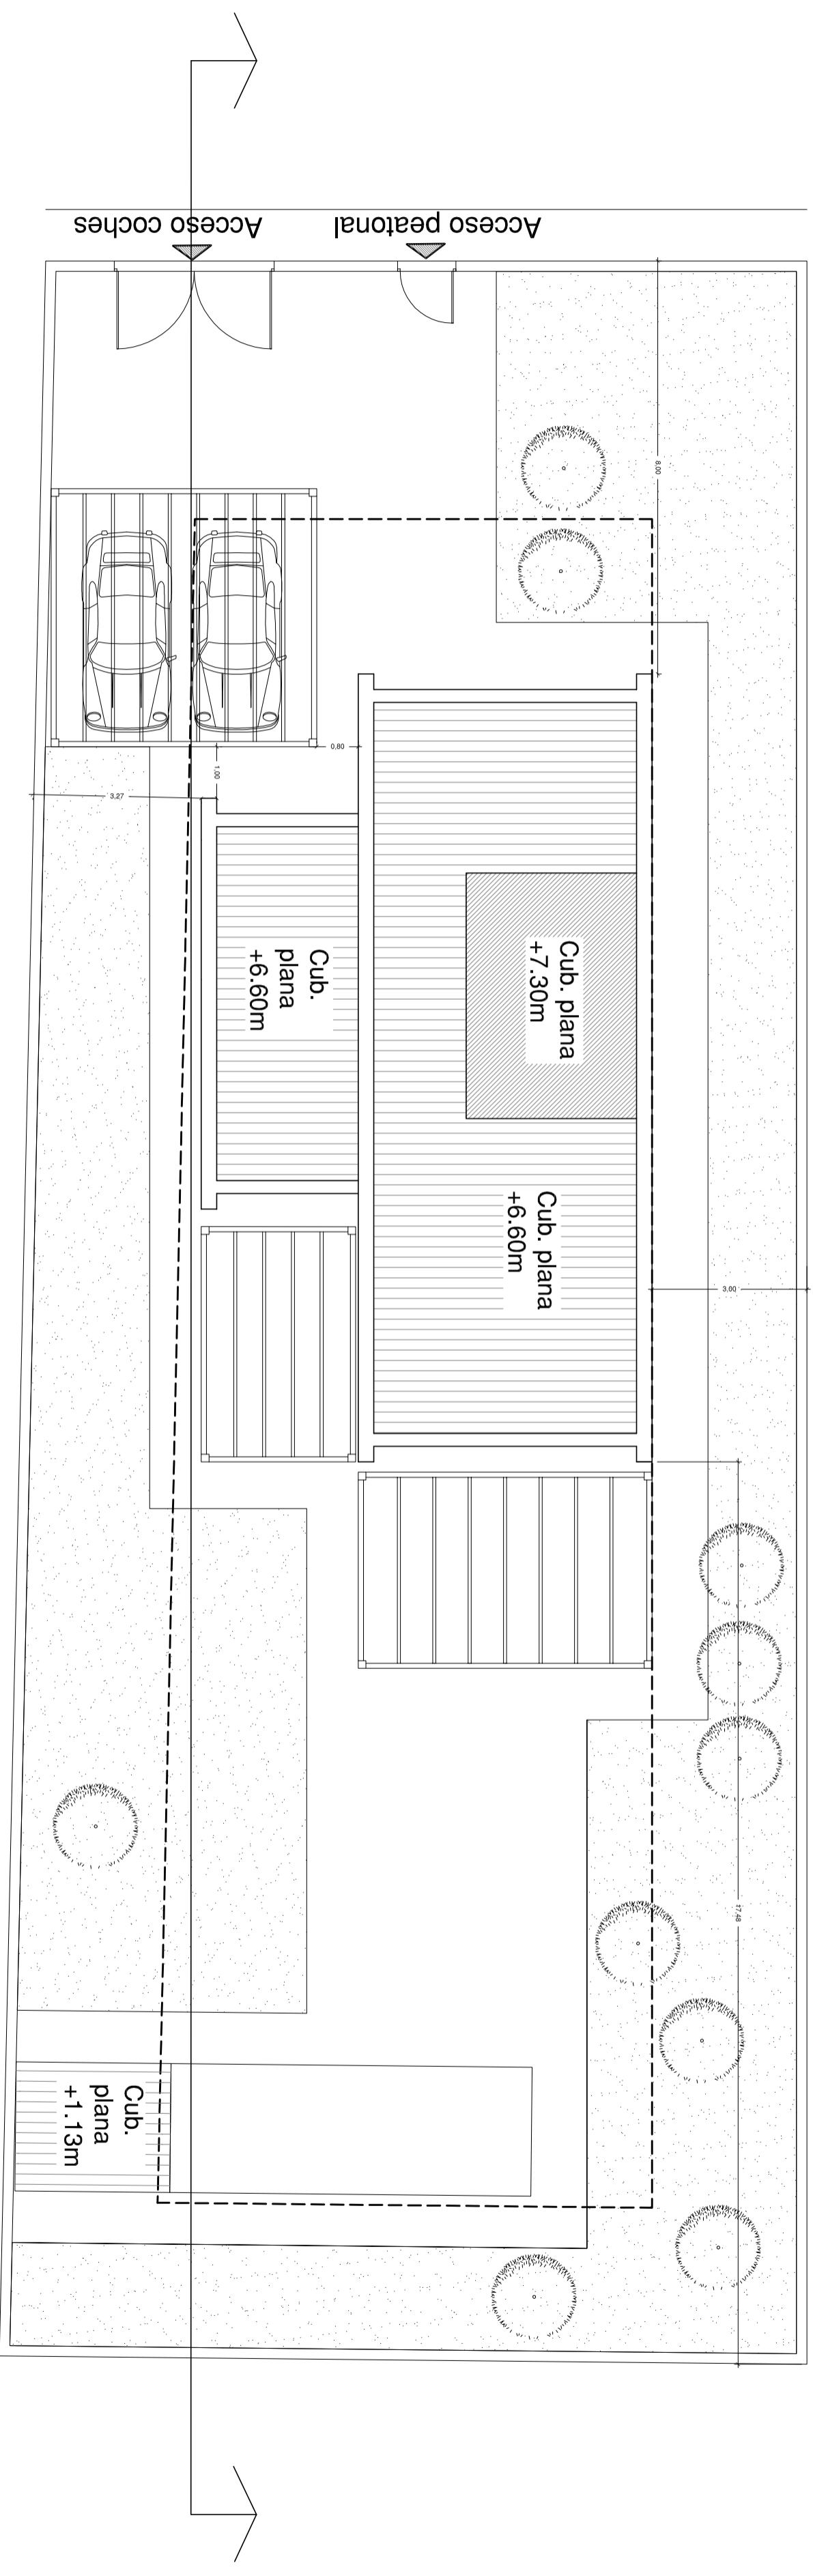 Acceso coches
Acceso peatonal
8.00
0.80
1.00
3.27
Cub. plana
+7.30m
Cub.
plana
+6.60m
Cub. plana
+6.60m
3.00
17.48
Cub.
plana
+1.13m